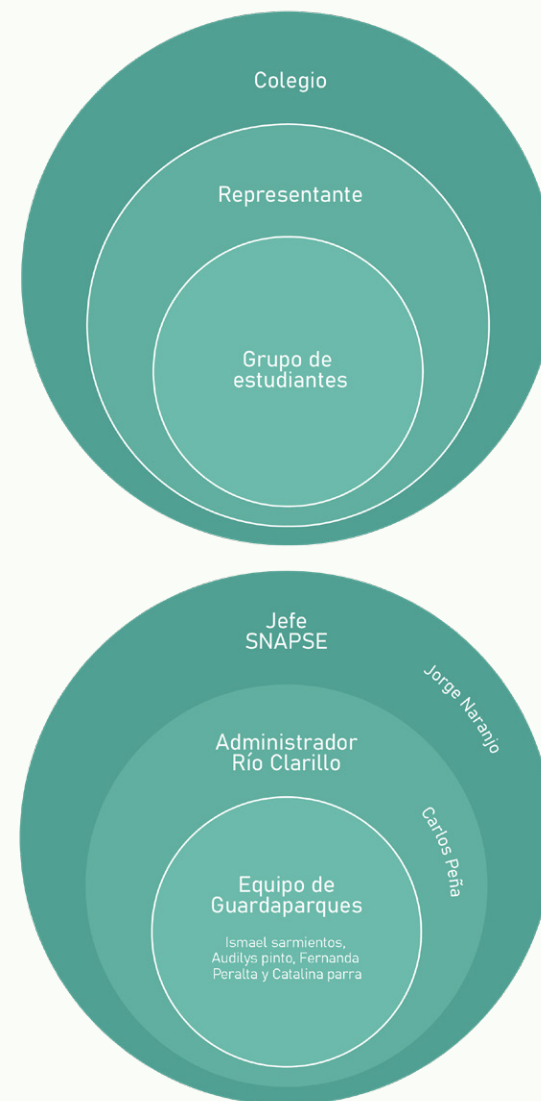 Colegio
Representante
Grupo de
estudiantes
Jefe
SNAPSE
Jorge Naranjo
Administrador
Río Clarillo
Carlos Peña
Equipo de
Guardaparques
Ismael sarmientos,
Audilys pinto, Fernanda
Peralta y Catalina parra